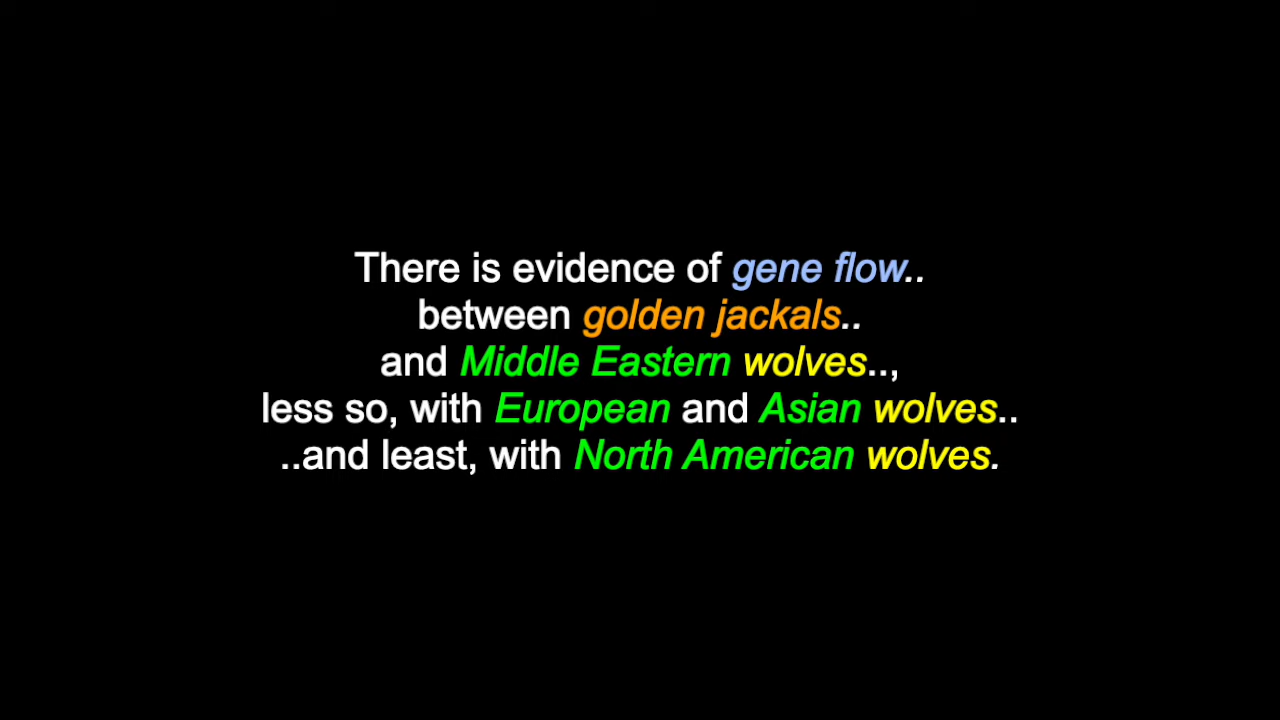 There is evidence of gene flow..
between golden jackals..
and Middle Eastern wolves..,
less so, with European and Asian wolves..
..and least, with North American wolves.